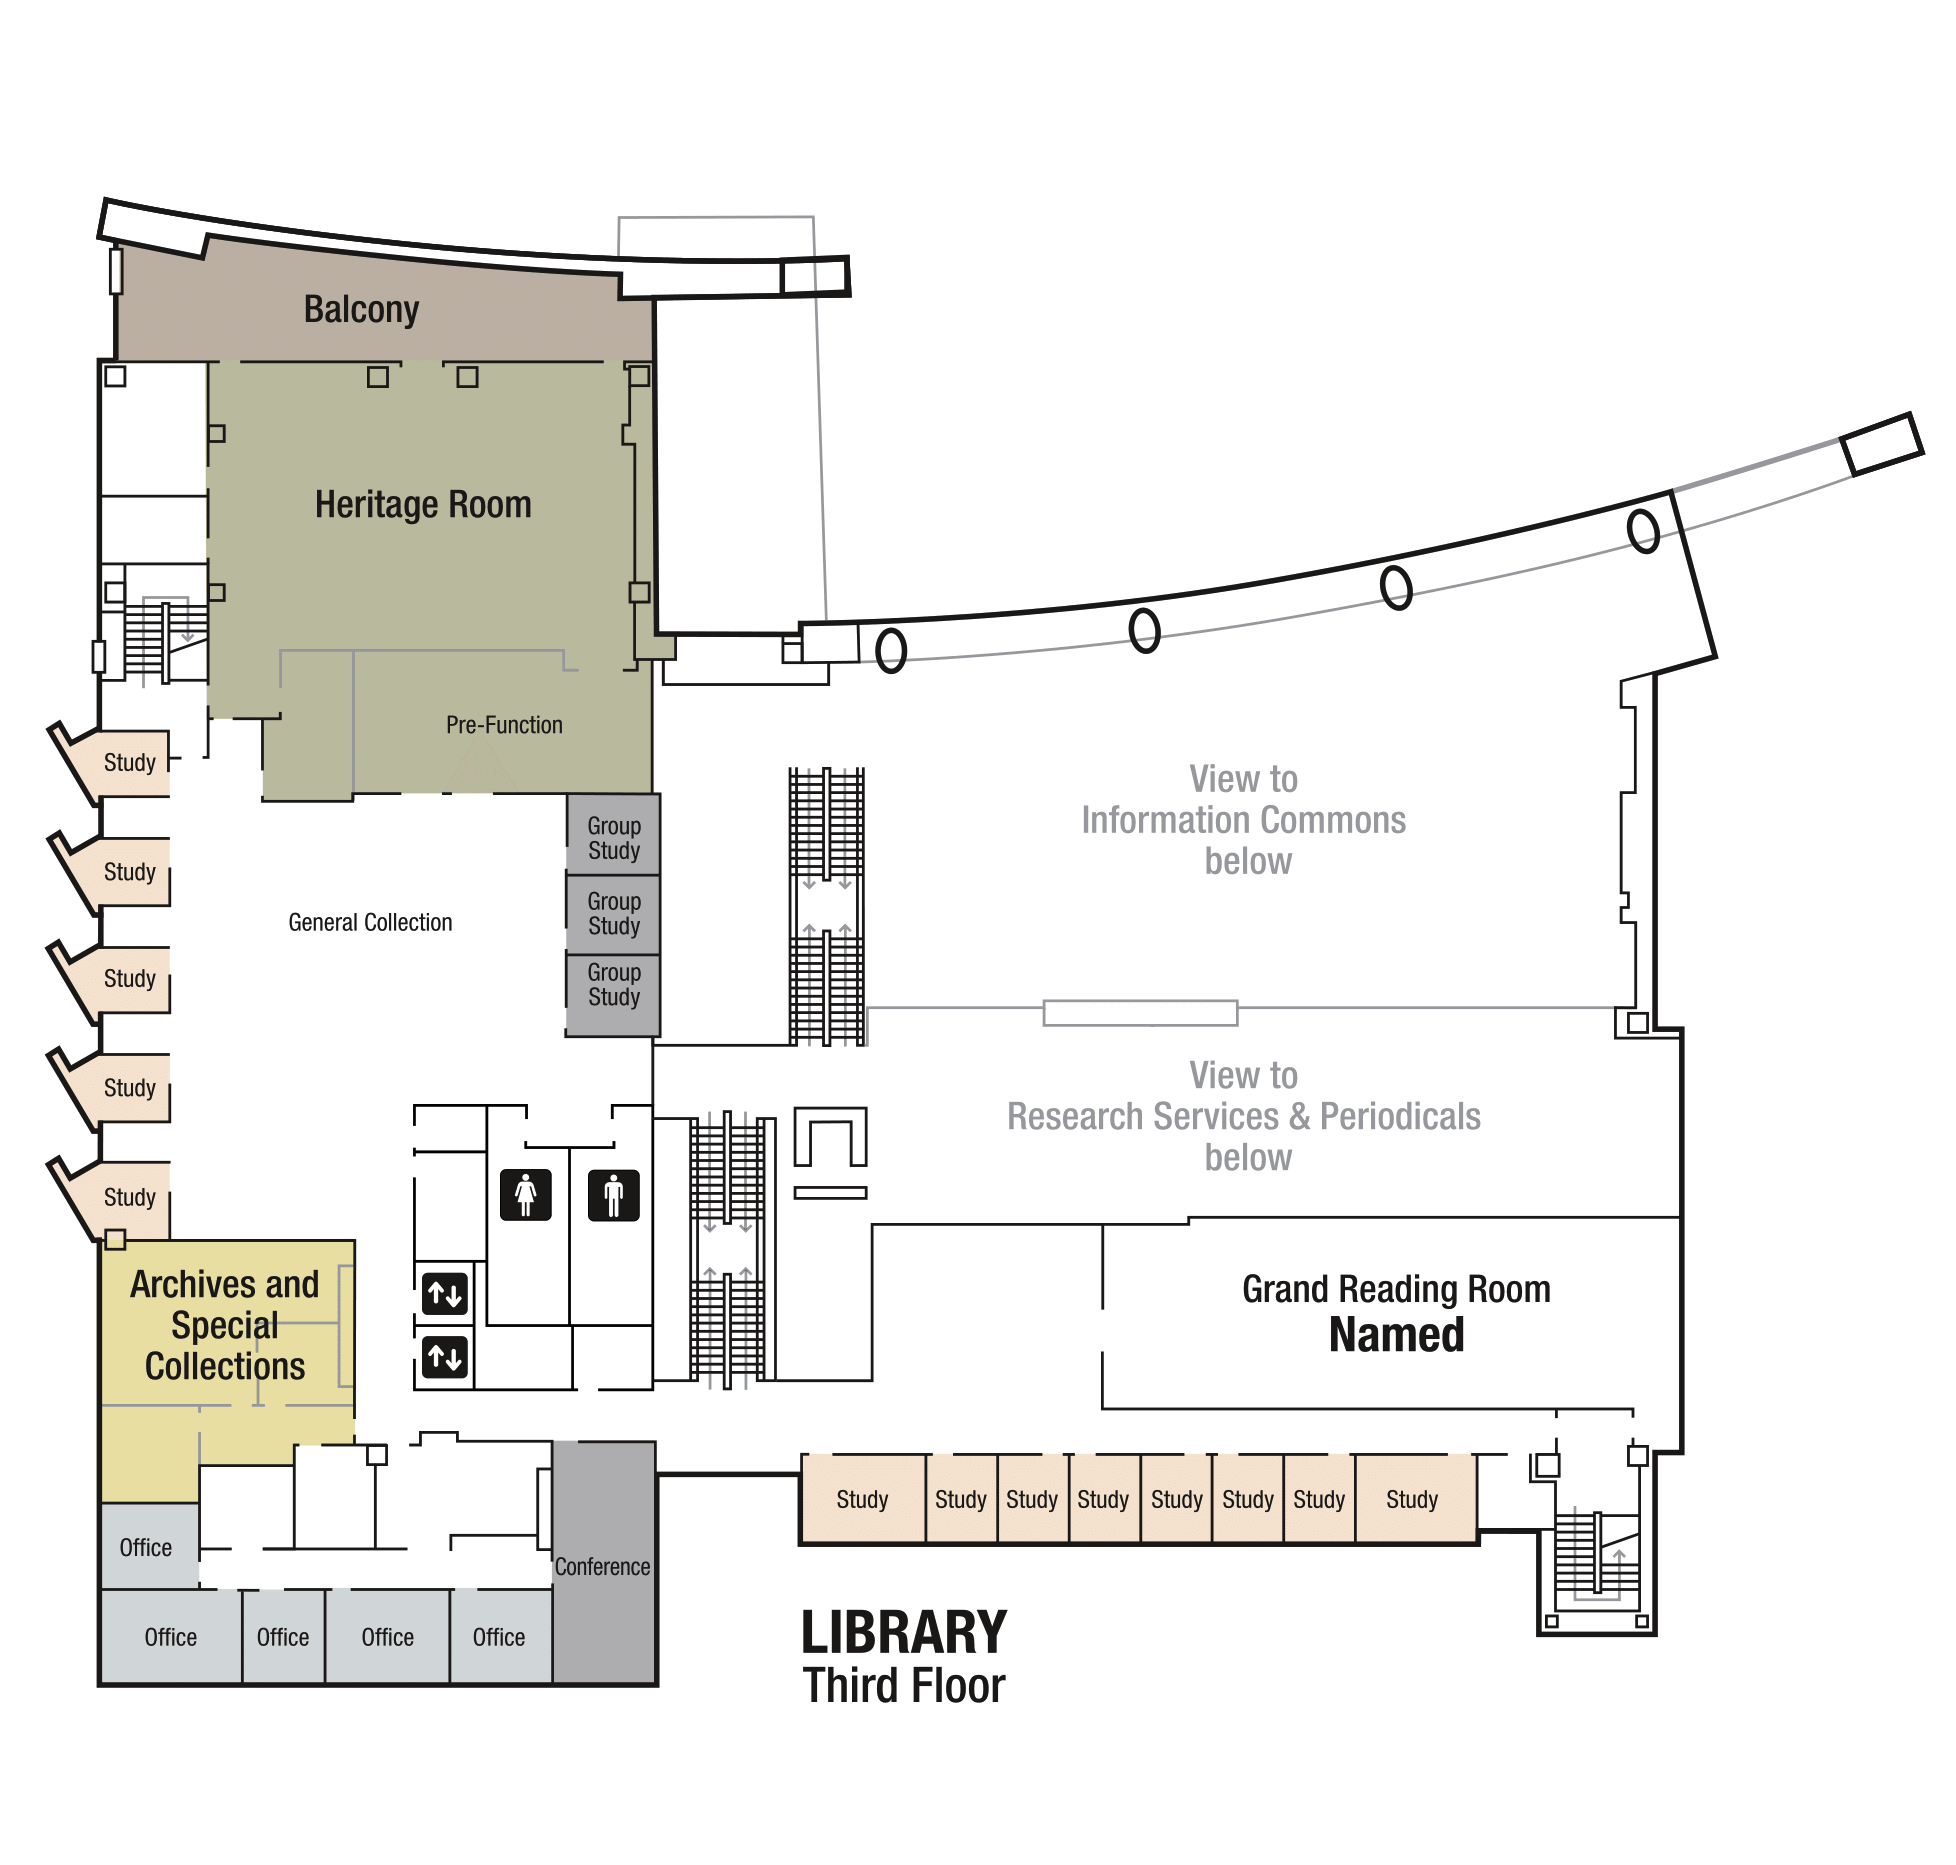 Balcony
Heritage Room
Pre-Function
Study
View to
Information Commons
below
Group
Study
Study
Group
Study
General Collection
Study
Group
Study
View to
Research Services & Periodicals
below
Study
Study
Archives and
Special
Collections
Grand Reading Room
Named
Study
Study
Study
Study
Study
Study
Study
Study
Office
Conference
Office
Office
Office
Office
LIBRARY
Third Floor